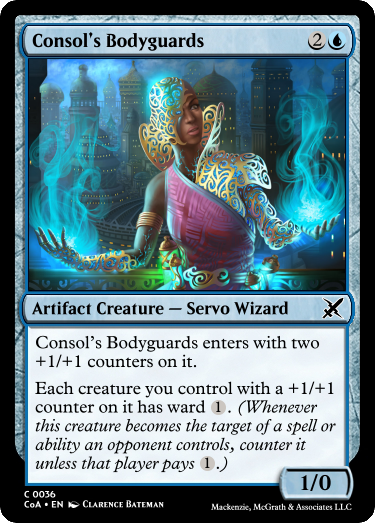 Consol's Bodyguards 2
Artifact Creature — Servo Wizard
Consol's Bodyguards enters with two
+1/+1 counters on it.
Each creature you control with a +1/+1
counter on it has ward 1. (Whenever
this creature becomes the target of a spell or
ability an opponent controls, counter it
unless that player pays 1.)
1/0
C 0036
CoA • EN Clarence Bateman
Mackenzie, McGrath & Associates LLC